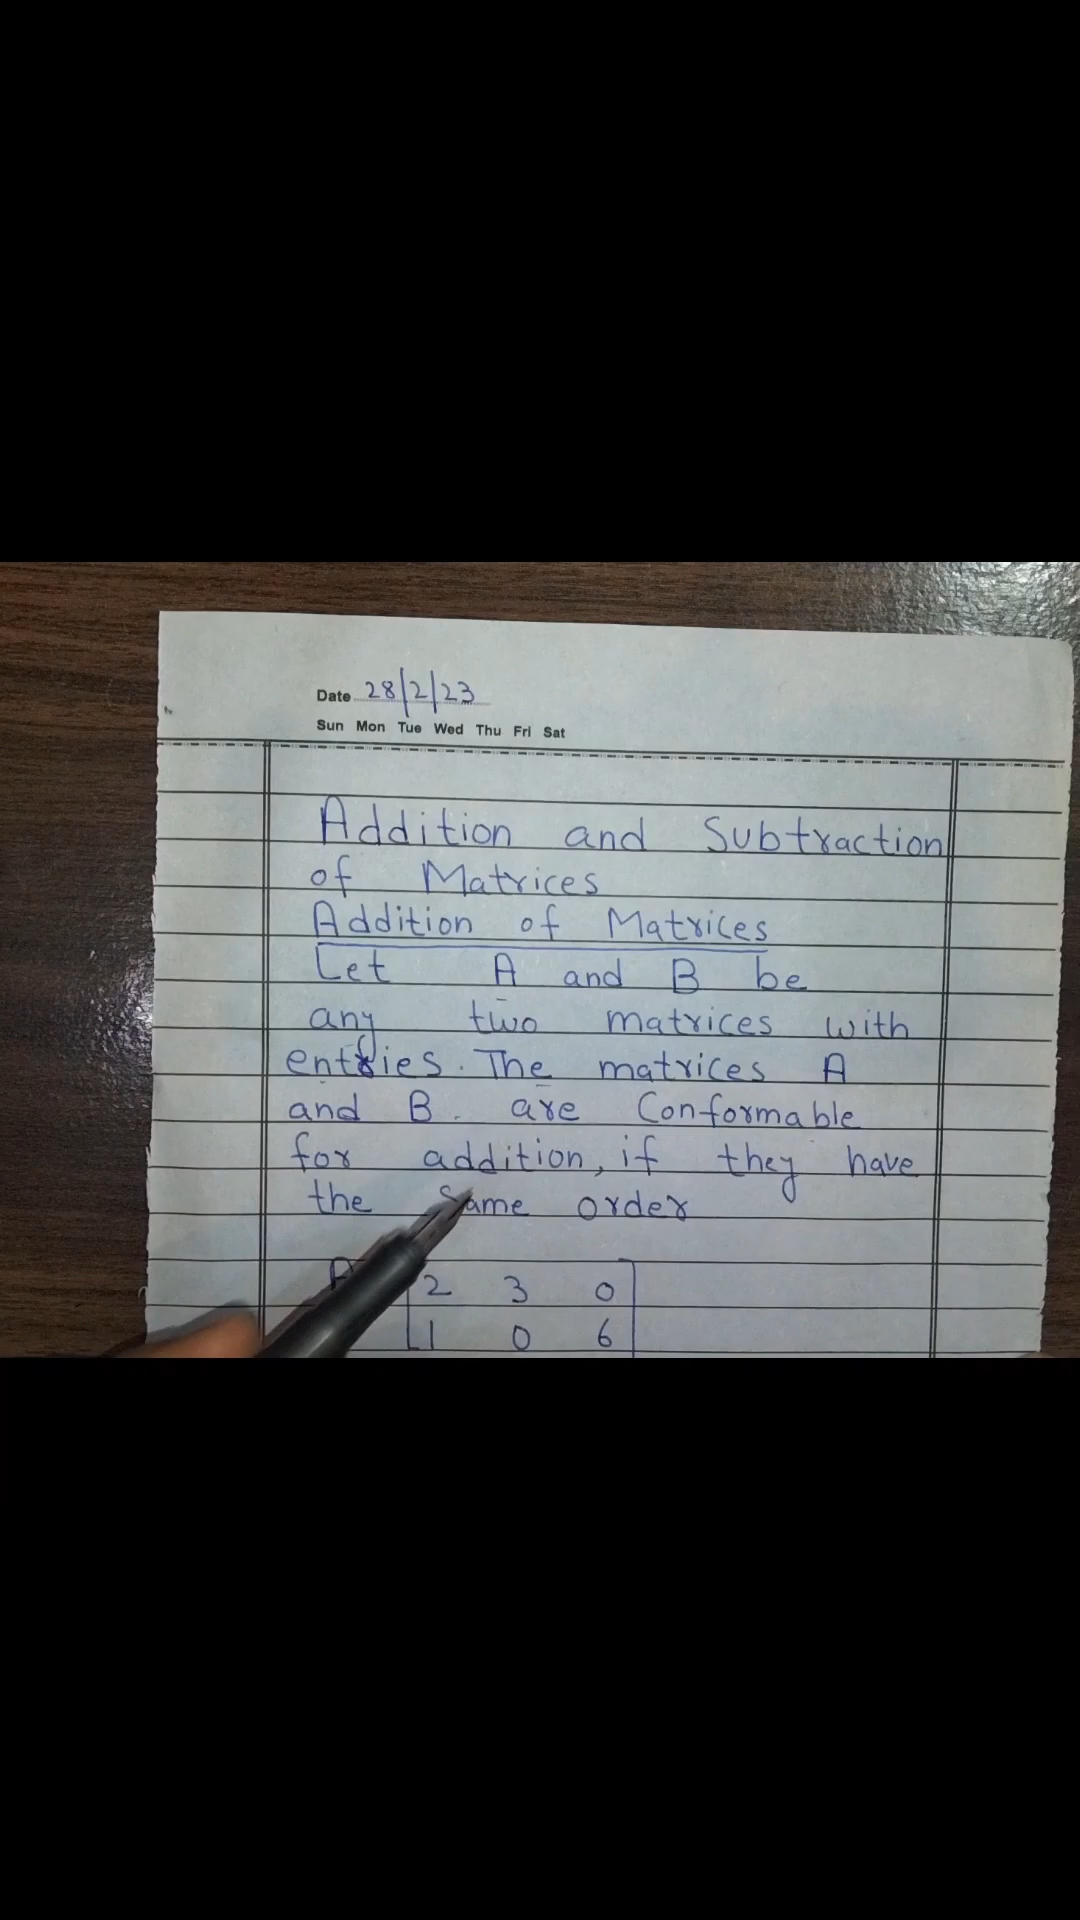 Date 28/2/23
Sun Mon Tue Wed Thu Fri Sat
Addition and Subtraction
of Matrices
Addition of Matrices
Let A and B be
any two matrices with
entries. The matrices A
and B. are Conformable
for addition, if they have
the Same order
A
2 3 0
1 0 6